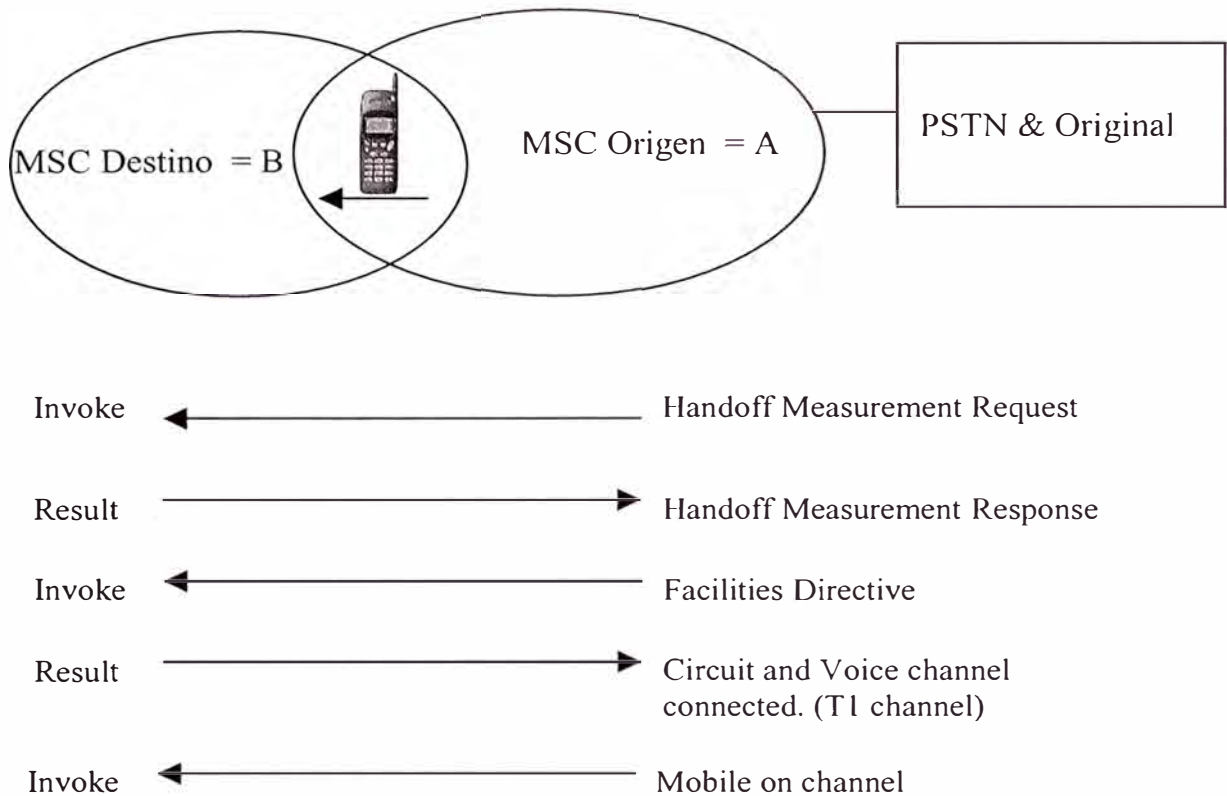 MSC Destino = B
MSC Origen = A
PSTN & Original
Invoke
Handoff Measurement Request
Result
Handoff Measurement Response
Invoke
Facilities Directive
Result
Circuit and Voice channel
connected. (T1 channel)
Invoke
Mobile on channel